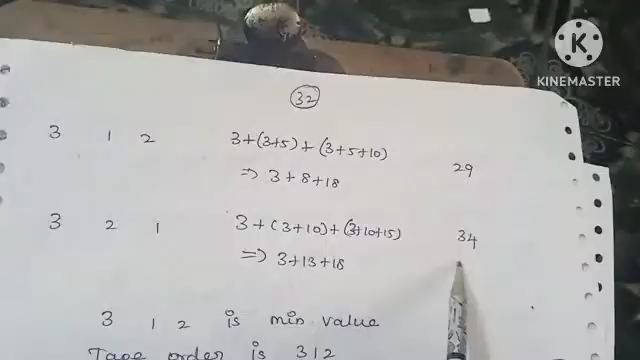 KINEMASTER
32
3 1 2 3+(3+5)+(3+5+10) 29
⇒ 3+8+18
3 2 1 3+(3+10)+(3+10+15) 34
⇒ 3+13+18
3 1 2 is min value
Tape order is 312